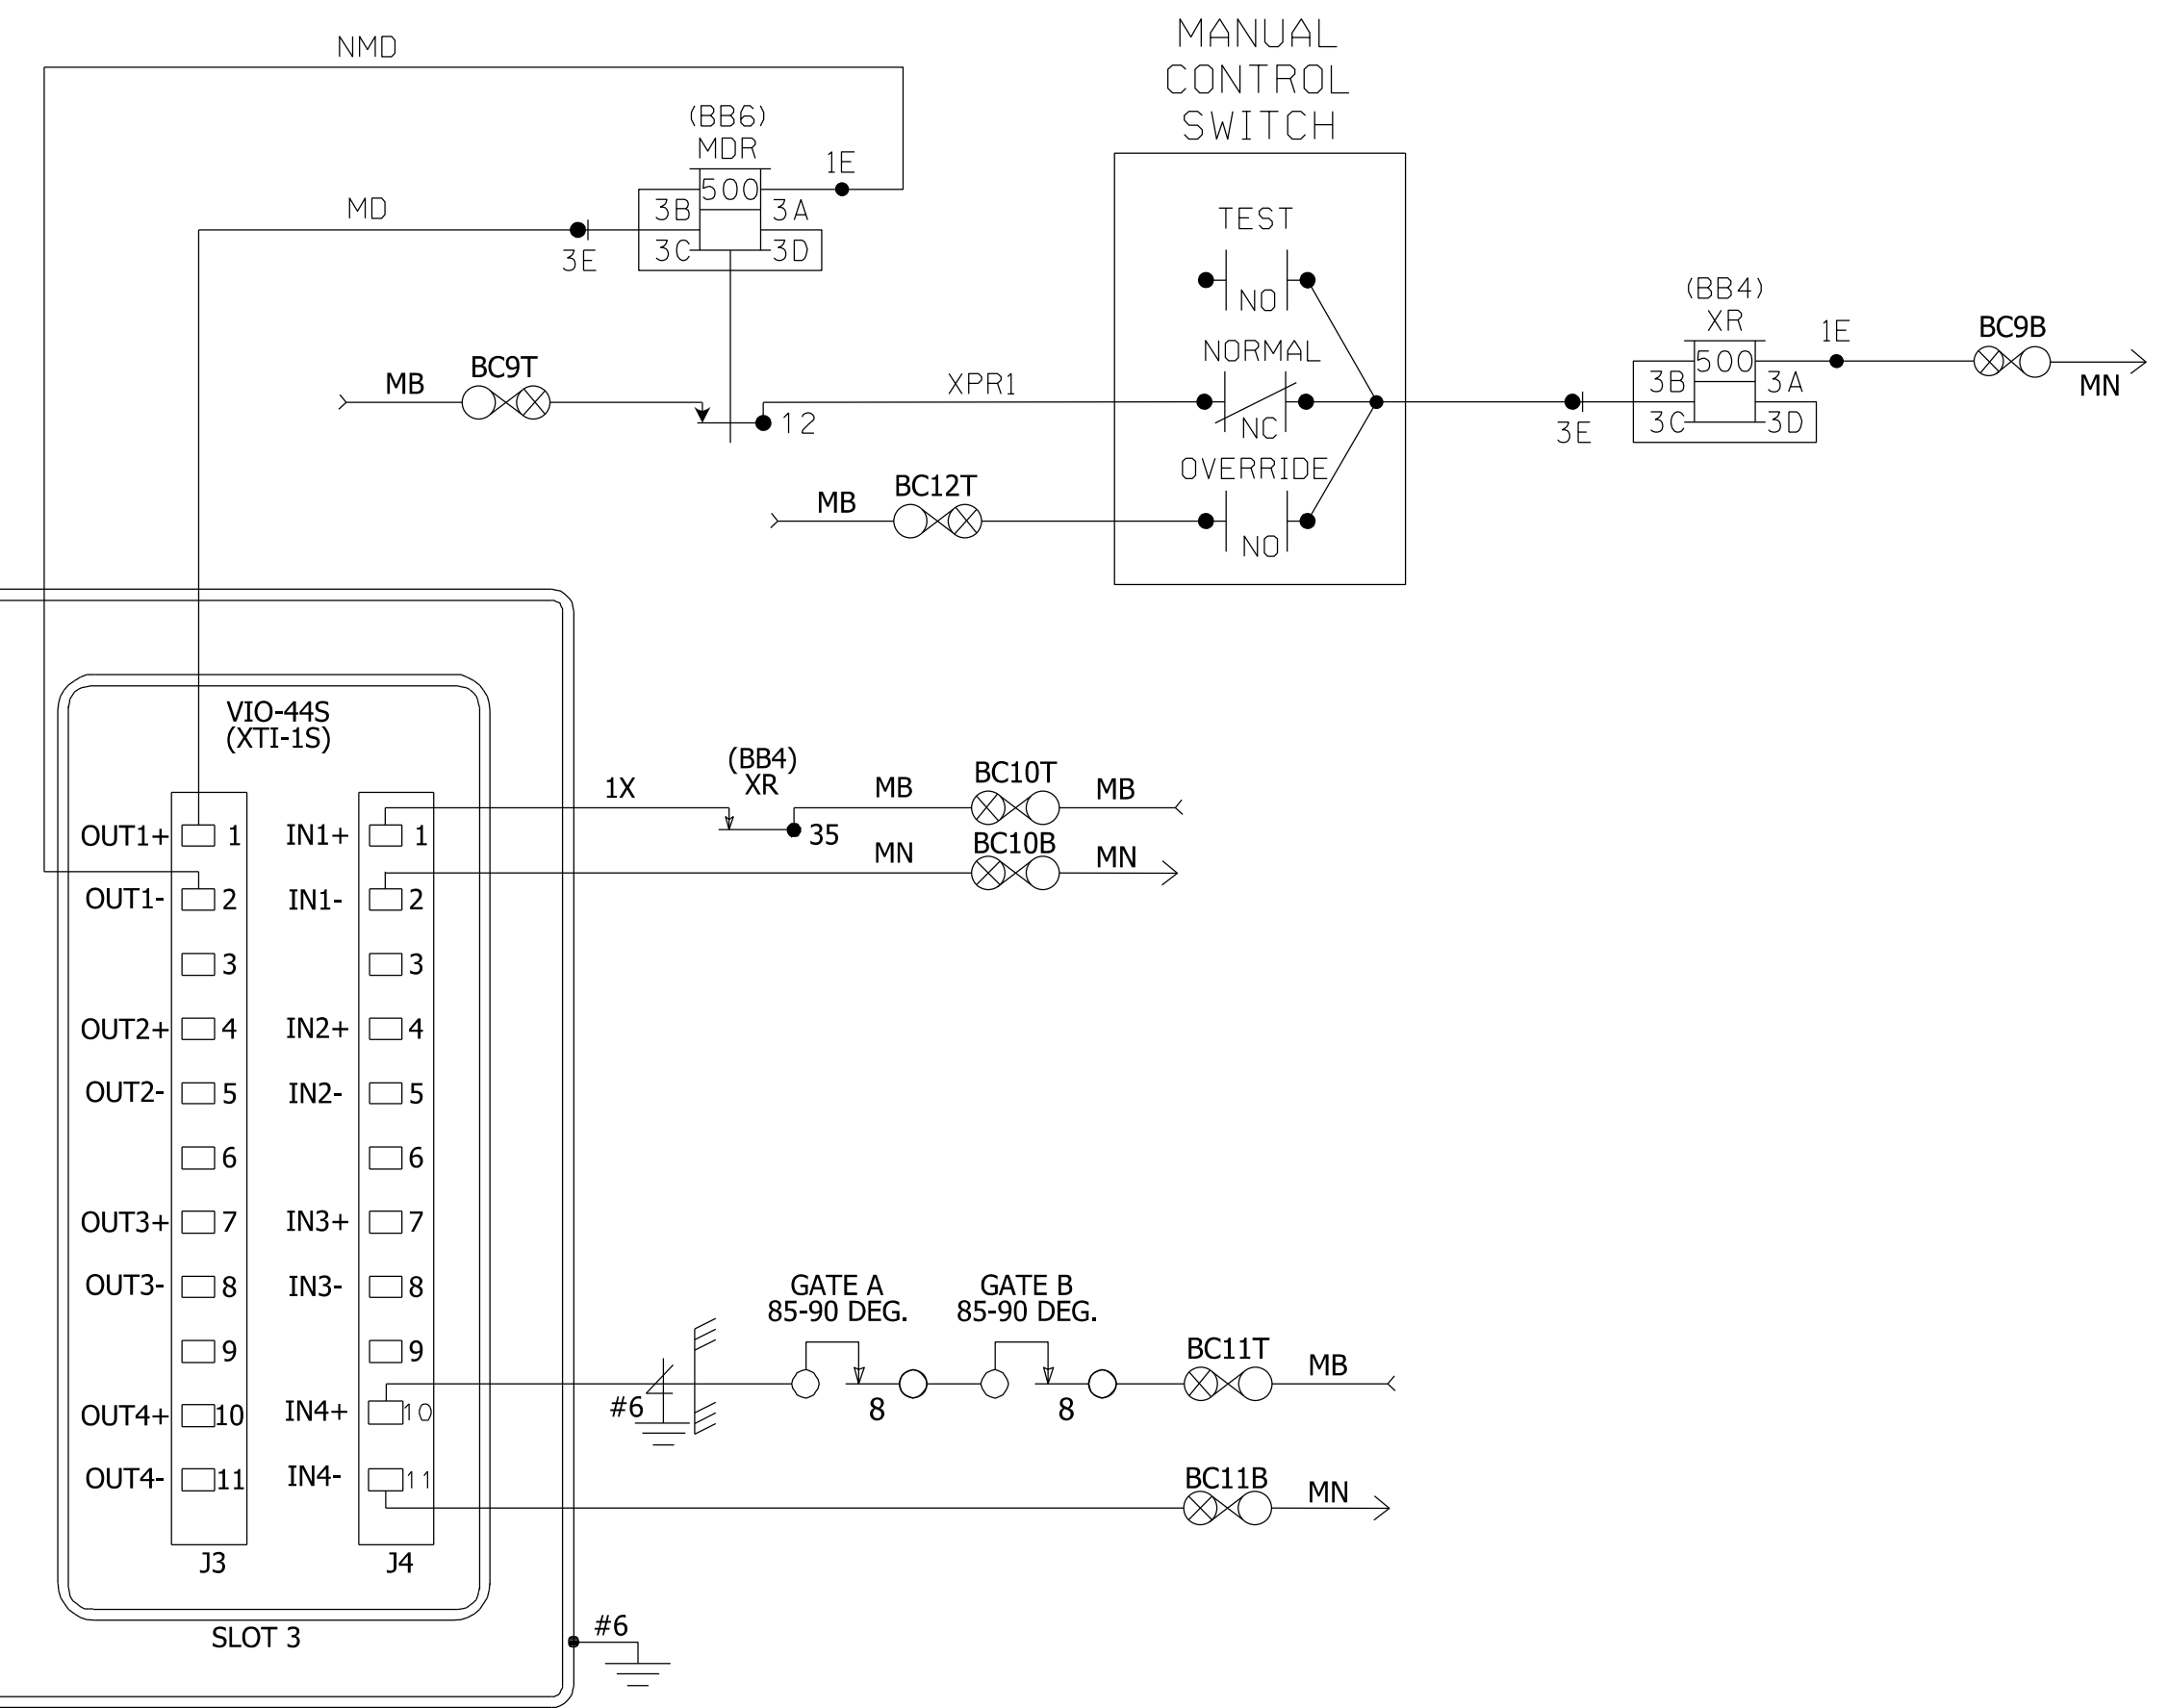 NMD
MANUAL
CONTROL
SWITCH
(BB6)
MDR
1E
500
3B 3A
3C 3D
MD
3E
TEST
NO
(BB4)
XR
1E
BC9B
500
3B 3A
3C 3D
MN
3E
NORMAL
NC
MB
BC9T
12
XPR1
OVERRIDE
NO
MB
BC12T
VIO-44S
(XTI-1S)
OUT1+ 1 IN1+ 1
OUT1- 2 IN1- 2
3 3
OUT2+ 4 IN2+ 4
OUT2- 5 IN2- 5
6 6
OUT3+ 7 IN3+ 7
OUT3- 8 IN3- 8
9 9
OUT4+ 10 IN4+ 10
OUT4- 11 IN4- 11
J3 J4
SLOT 3
1X
(BB4)
XR
35
MB
BC10T
MB
MN
BC10B
MN
GATE A
85-90 DEG.
GATE B
85-90 DEG.
BC11T
MB
#6
8
8
BC11B
MN
#6